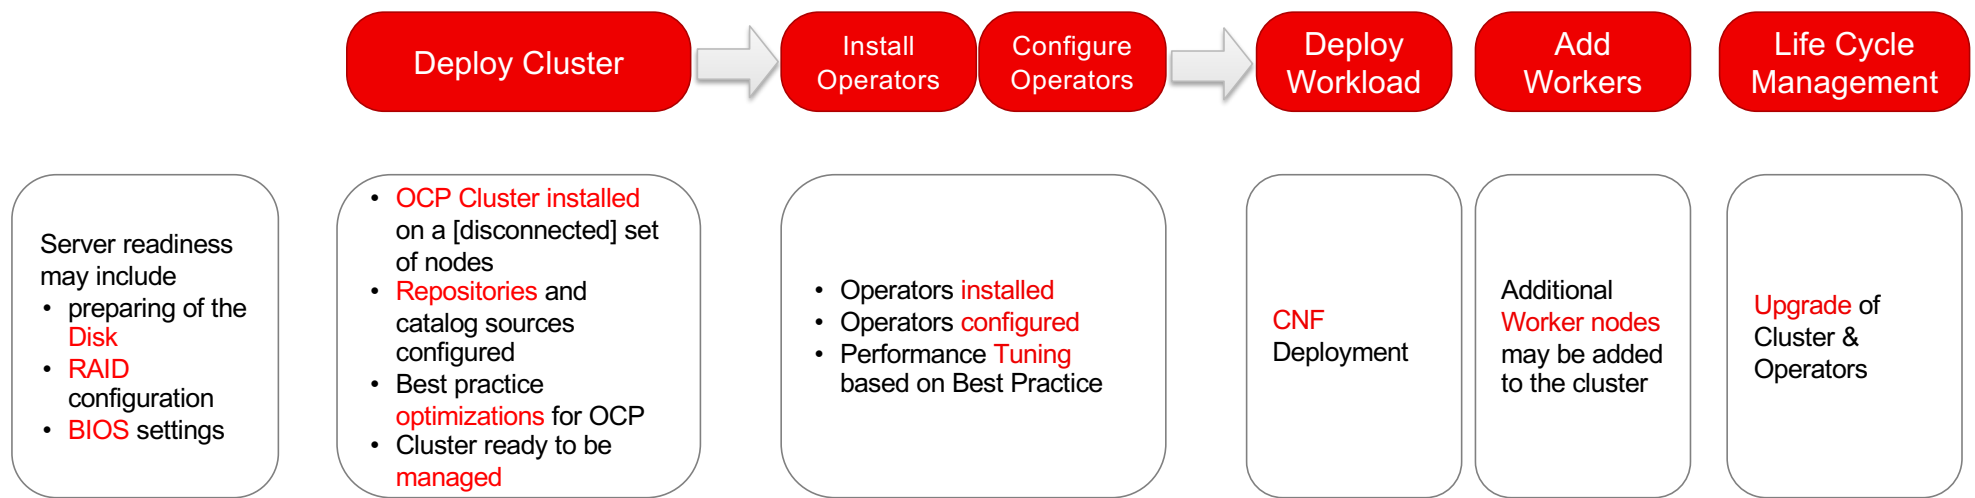 Deploy Cluster
Install
Operators
Configure
Operators
Deploy
Workload
Add
Workers
Life Cycle
Management
Server readiness
may include
• preparing of the
Disk
• RAID
configuration
• BIOS settings
• OCP Cluster installed
on a [disconnected] set
of nodes
• Repositories and
catalog sources
configured
• Best practice
optimizations for OCP
• Cluster ready to be
managed
• Operators installed
• Operators configured
• Performance Tuning
based on Best Practice
CNF
Deployment
Additional
Worker nodes
may be added
to the cluster
Upgrade of
Cluster &
Operators